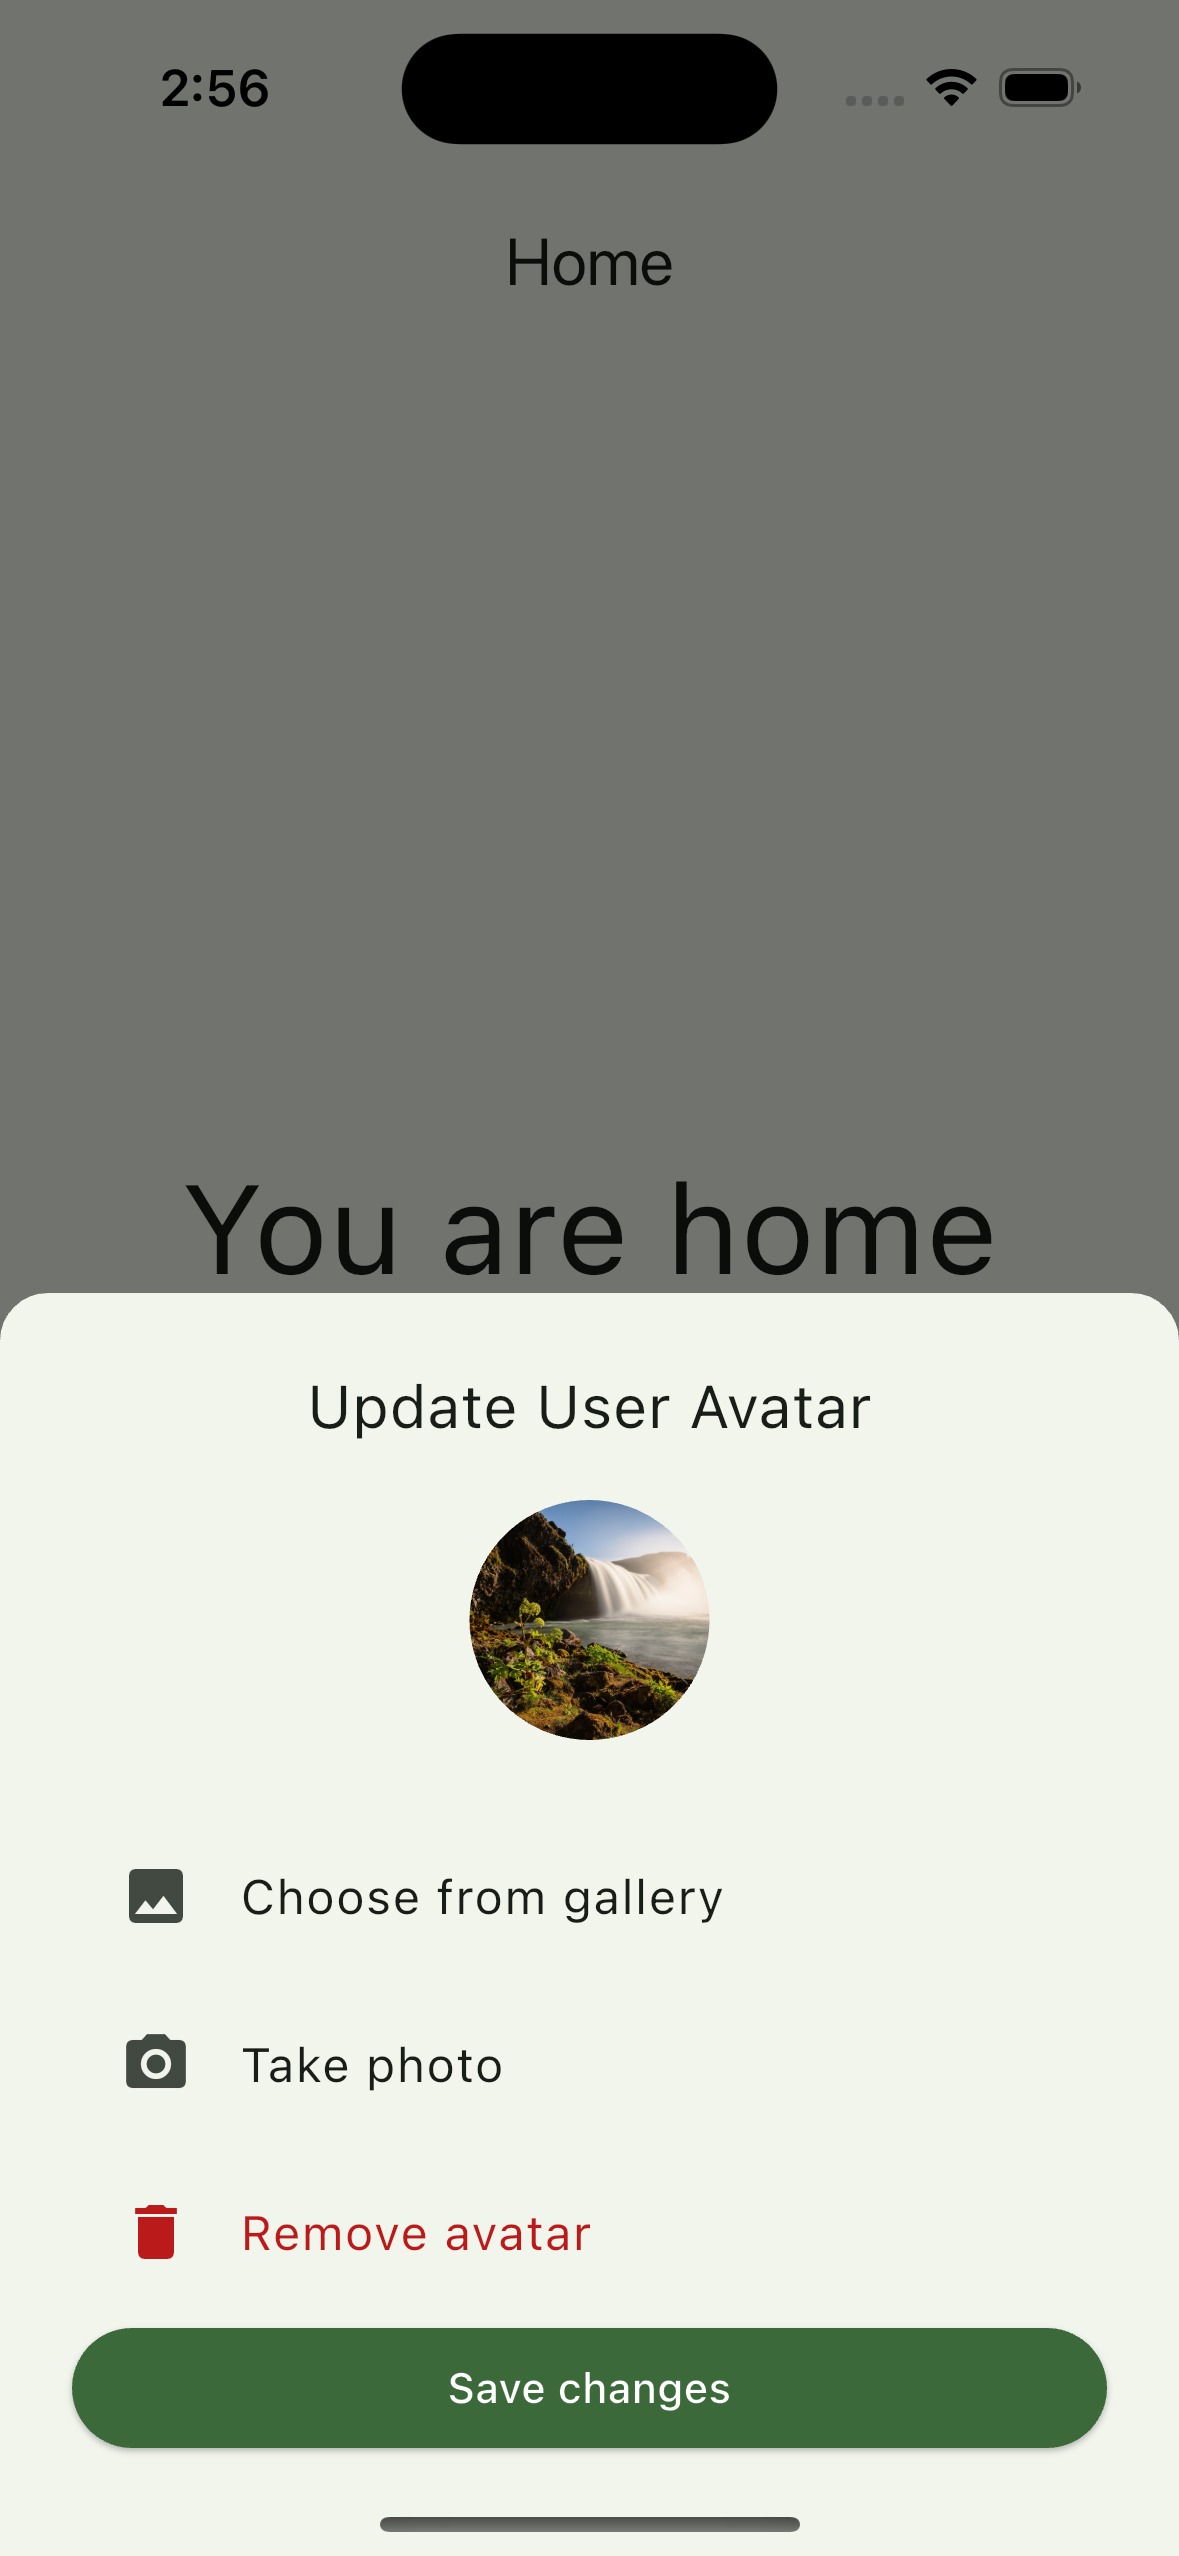 2:56
Home
You are home
Update User Avatar
Choose from gallery
Take photo
Remove avatar
Save changes